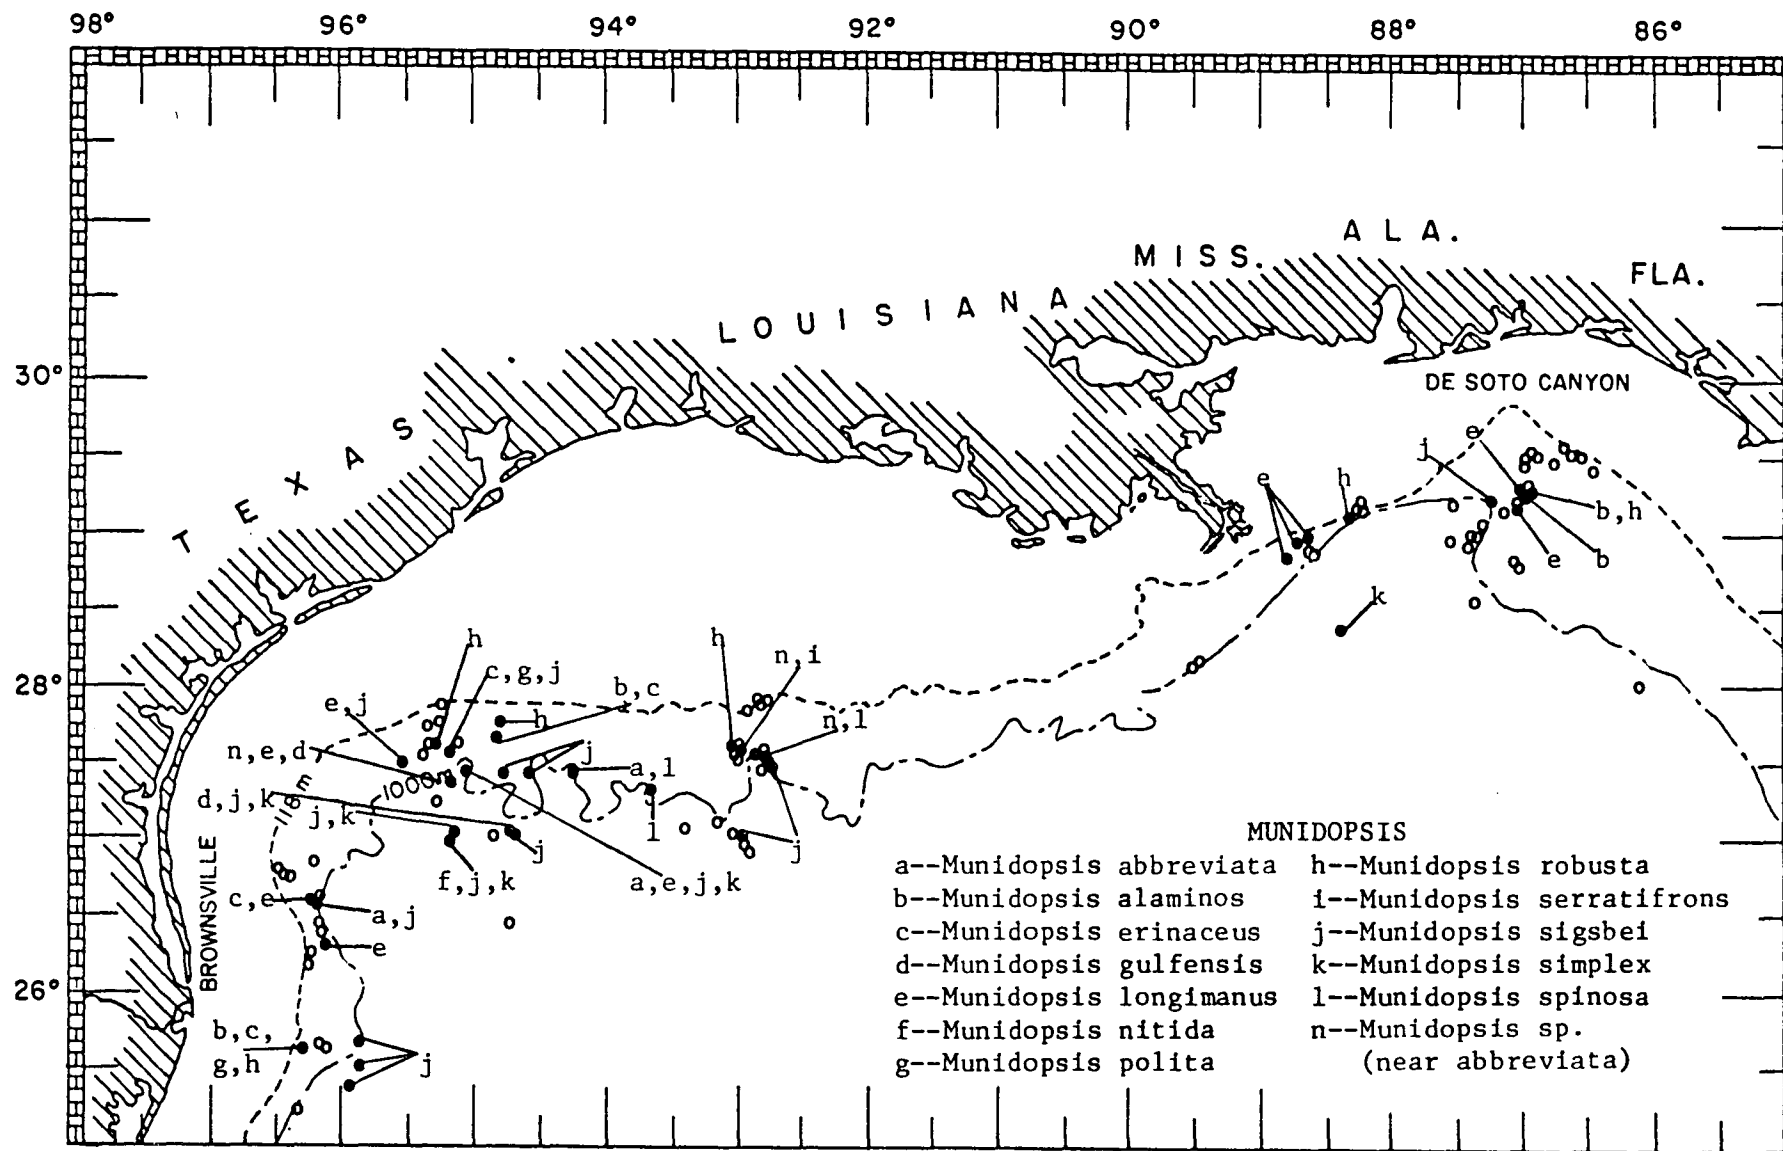 98° 96° 94° 92° 90° 88° 86°
ALA.
MISS.
FLA.
LOUISIANA
TEXAS
30°
DE SOTO CANYON
e
j
e
h
b,h
e
b
k
h
h
n,i
c,g,j
b,c
e,j
h
n,l
n,e,d
j
a,l
1000m
d,j,k
118m
j,k
l
j
j
f,j,k
a,e,j,k
28°
BROWNSVILLE
c,e
a,j
e
26°
b,c,
g,h
j
MUNIDOPSIS
a--Munidopsis abbreviata h--Munidopsis robusta
b--Munidopsis alaminos i--Munidopsis serratifrons
c--Munidopsis erinaceus j--Munidopsis sigsbei
d--Munidopsis gulfensis k--Munidopsis simplex
e--Munidopsis longimanus l--Munidopsis spinosa
f--Munidopsis nitida n--Munidopsis sp.
g--Munidopsis polita (near abbreviata)